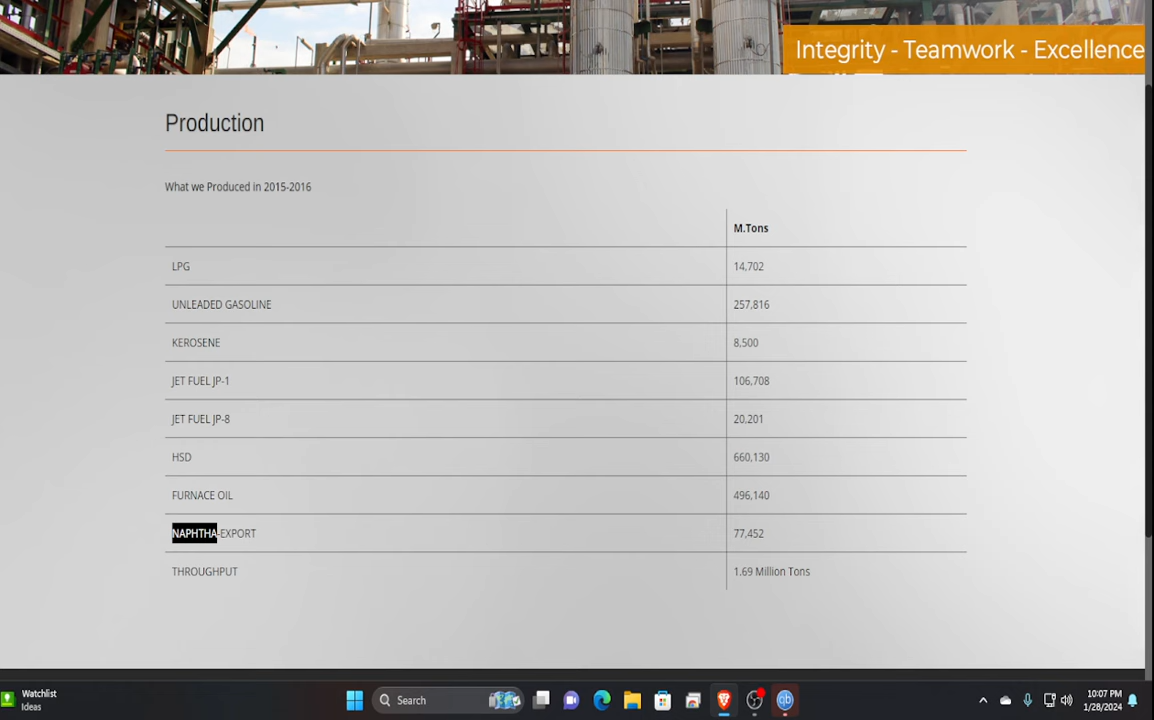 Integrity - Teamwork - Excellence
Production
What we Produced in 2015-2016
M.Tons
LPG 14,702
UNLEADED GASOLINE 257,816
KEROSENE 8,500
JET FUEL JP-1 106,708
JET FUEL JP-8 20,201
HSD 660,130
FURNACE OIL 496,140
NAPHTHA-EXPORT 77,452
THROUGHPUT 1.69 Million Tons
Watchlist
Ideas
Search
qb
10:07 PM
1/28/2024